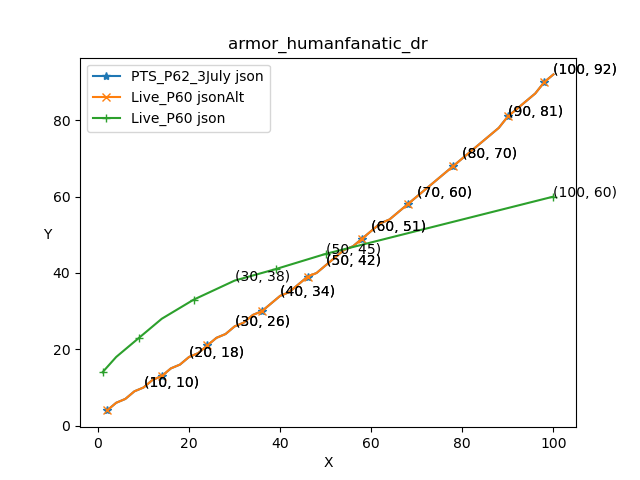 armor_humanfanatic_dr
PTS_P62_3July json
Live_P60 jsonAlt
Live_P60 json
(100, 92)
(90, 81)
(80, 70)
(70, 60)
(100, 60)
(60, 51)
(50, 45)
(50, 42)
(30, 38)
(40, 34)
(30, 26)
(20, 18)
(10, 10)
Y
80
60
40
20
0
0 20 40 60 80 100
X